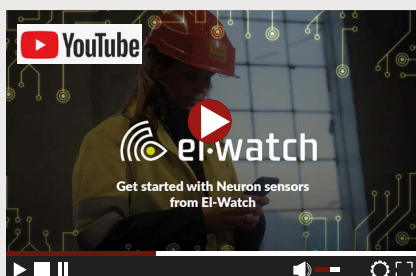 YouTube
el·watch
Get started with Neuron sensors
from El-Watch